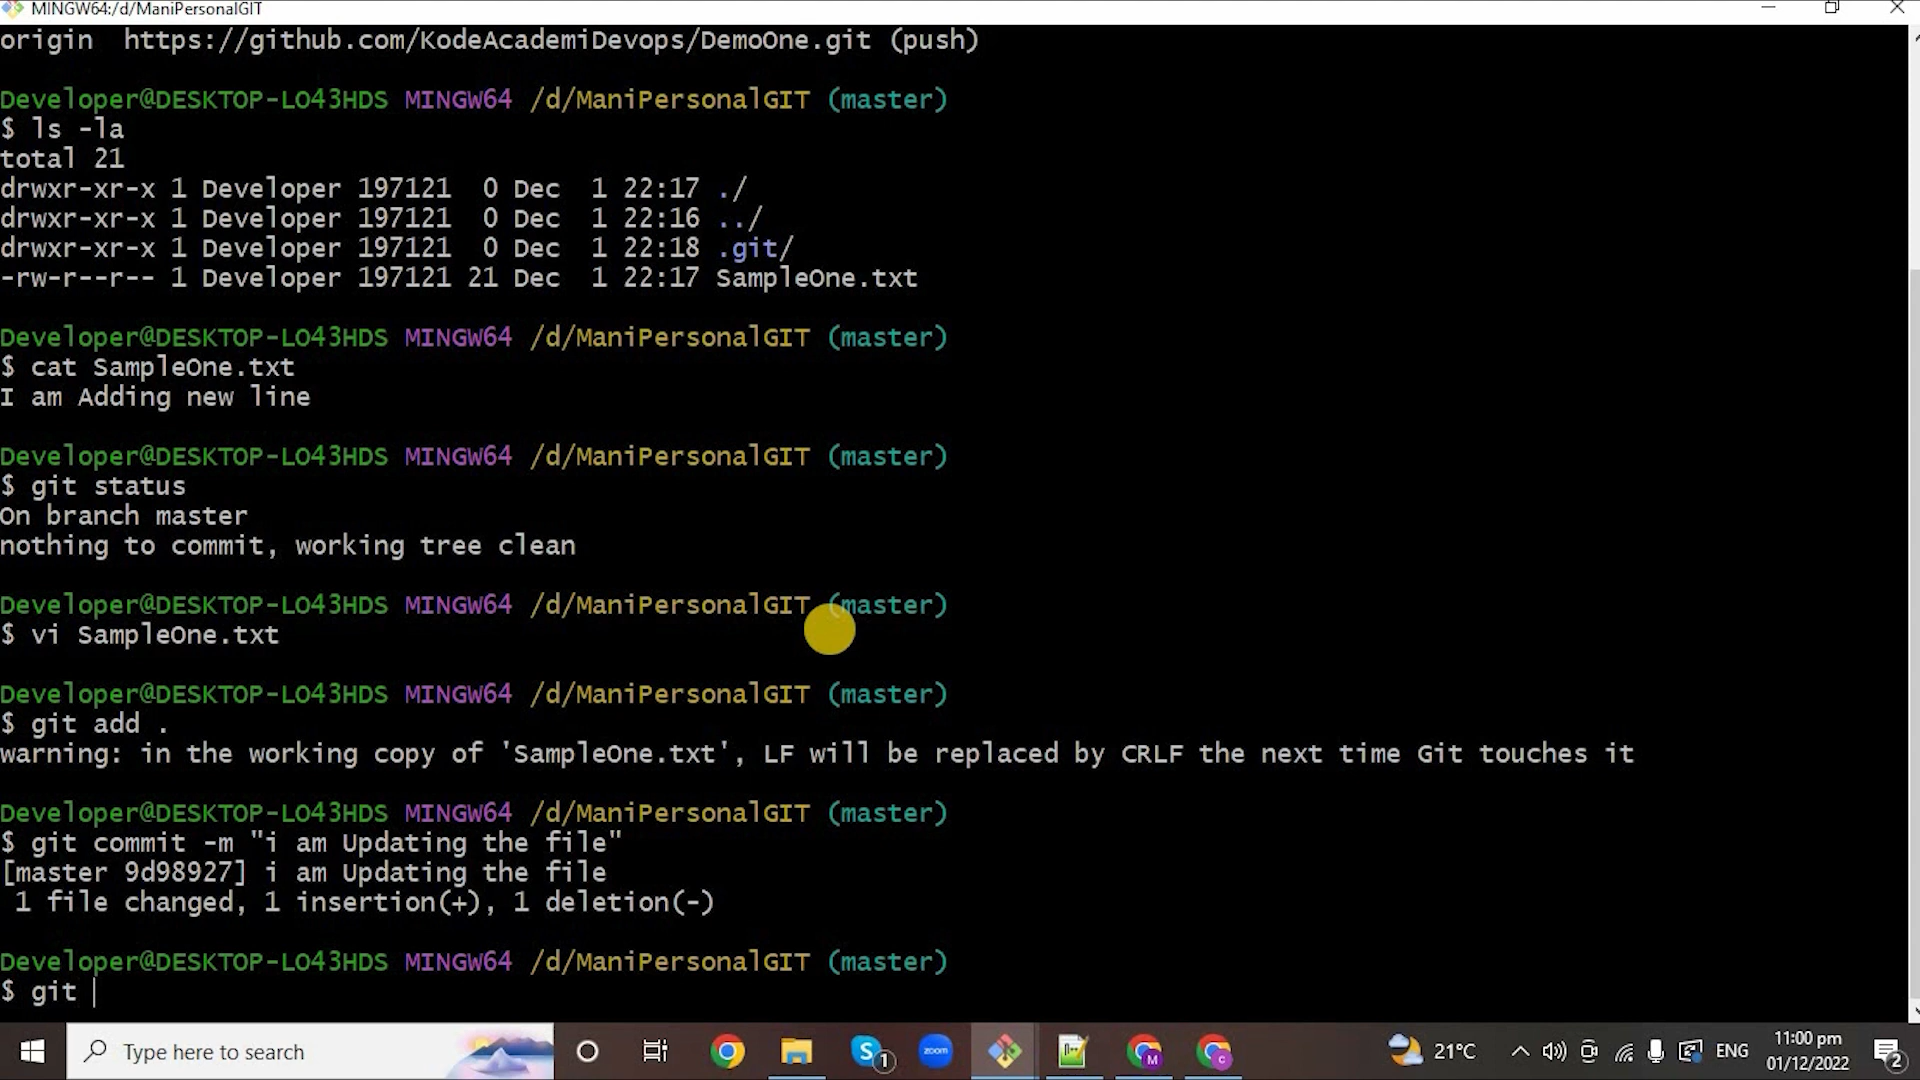 MINGW64:/d/ManiPersonalGIT
origin  https://github.com/KodeAcademiDevops/DemoOne.git (push)
Developer@DESKTOP-LO43HDS MINGW64 /d/ManiPersonalGIT (master)
$ ls -la
total 21
drwxr-xr-x 1 Developer 197121  0 Dec  1 22:17 ./
drwxr-xr-x 1 Developer 197121  0 Dec  1 22:16 ../
drwxr-xr-x 1 Developer 197121  0 Dec  1 22:18 .git/
-rw-r--r-- 1 Developer 197121 21 Dec  1 22:17 SampleOne.txt
Developer@DESKTOP-LO43HDS MINGW64 /d/ManiPersonalGIT (master)
$ cat SampleOne.txt
I am Adding new line
Developer@DESKTOP-LO43HDS MINGW64 /d/ManiPersonalGIT (master)
$ git status
On branch master
nothing to commit, working tree clean
Developer@DESKTOP-LO43HDS MINGW64 /d/ManiPersonalGIT (master)
$ vi SampleOne.txt
Developer@DESKTOP-LO43HDS MINGW64 /d/ManiPersonalGIT (master)
$ git add .
warning: in the working copy of 'SampleOne.txt', LF will be replaced by CRLF the next time Git touches it
Developer@DESKTOP-LO43HDS MINGW64 /d/ManiPersonalGIT (master)
$ git commit -m "i am Updating the file"
[master 9d98927] i am Updating the file
 1 file changed, 1 insertion(+), 1 deletion(-)
Developer@DESKTOP-LO43HDS MINGW64 /d/ManiPersonalGIT (master)
$ git
Type here to search
S 1
zoom
M
C
21°C
ENG
11:00 pm
01/12/2022
2